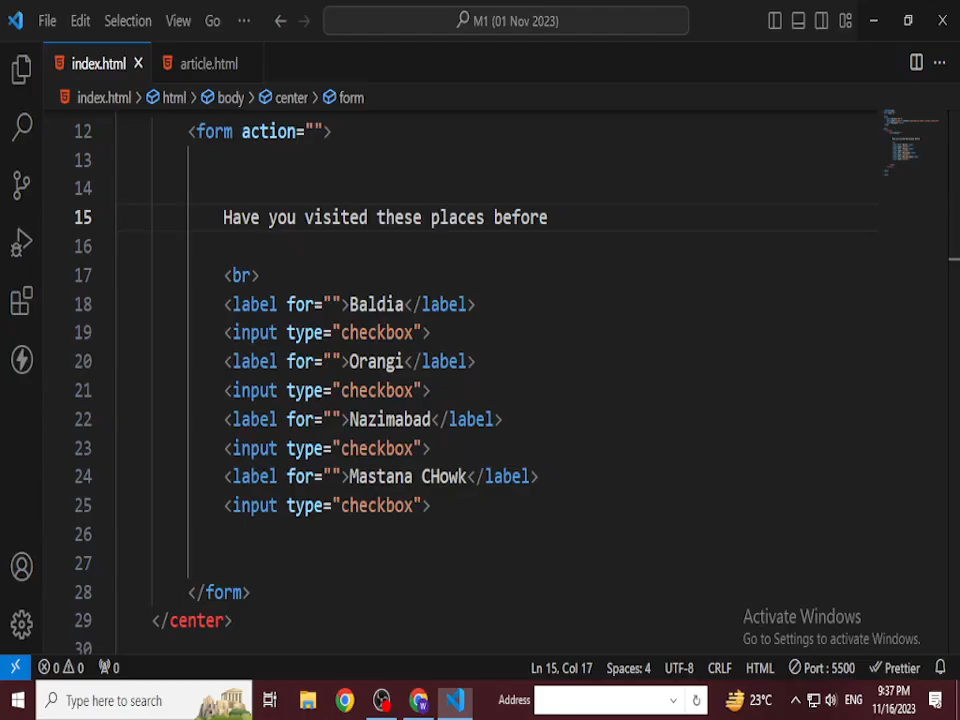 File Edit Selection View Go ··· M1 (01 Nov 2023)
index.html article.html
index.html > html > body > center > form
12 <form action="">
13
14
15 Have you visited these places before
16
17 <br>
18 <label for="">Baldia</label>
19 <input type="checkbox">
20 <label for="">Orangi</label>
21 <input type="checkbox">
22 <label for="">Nazimabad</label>
23 <input type="checkbox">
24 <label for="">Mastana CHowk</label>
25 <input type="checkbox">
26
27
28 </form>
29 </center>
30
Activate Windows
Go to Settings to activate Windows.
0 0 0 Ln 15, Col 17 Spaces: 4 UTF-8 CRLF HTML Port : 5500 Prettier
Type here to search Address 23°C ENG 9:37 PM
11/16/2023